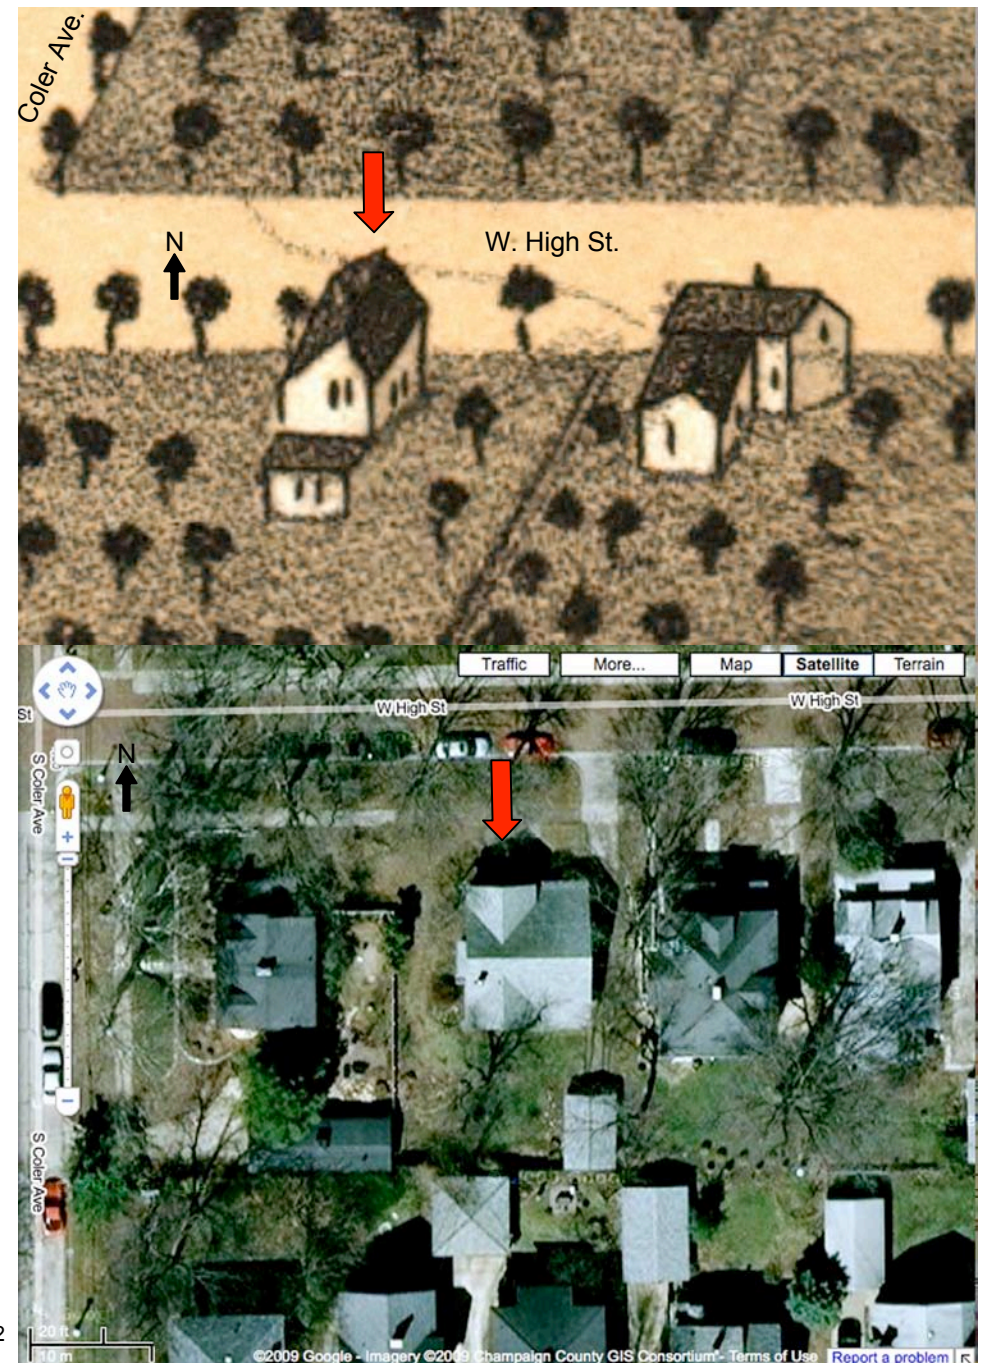 Coler Ave.
N
W. High St.
Traffic
More...
Map
Satellite
Terrain
St
W High St
W High St
N
S Coler Ave
S Coler Ave
2
20 ft
10 m
©2009 Google - Imagery ©2009 Champaign County GIS Consortium - Terms of Use
Report a problem